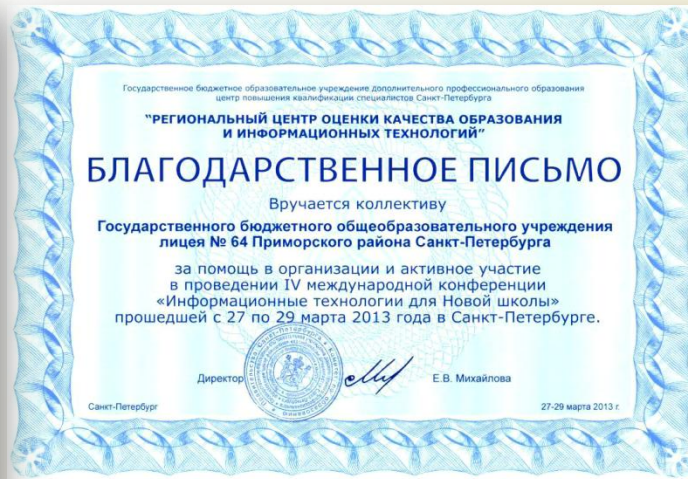 Государственное бюджетное образовательное учреждение дополнительного профессионального образования
центр повышения квалификации специалистов Санкт-Петербурга
"РЕГИОНАЛЬНЫЙ ЦЕНТР ОЦЕНКИ КАЧЕСТВА ОБРАЗОВАНИЯ
И ИНФОРМАЦИОННЫХ ТЕХНОЛОГИЙ"
БЛАГОДАРСТВЕННОЕ ПИСЬМО
Вручается коллективу
Государственного бюджетного общеобразовательного учреждения
лицея № 64 Приморского района Санкт-Петербурга
за помощь в организации и активное участие
в проведении IV международной конференции
«Информационные технологии для Новой школы»
прошедшей с 27 по 29 марта 2013 года в Санкт-Петербурге.
Директор Е.В. Михайлова
Санкт-Петербург 27-29 марта 2013 г.